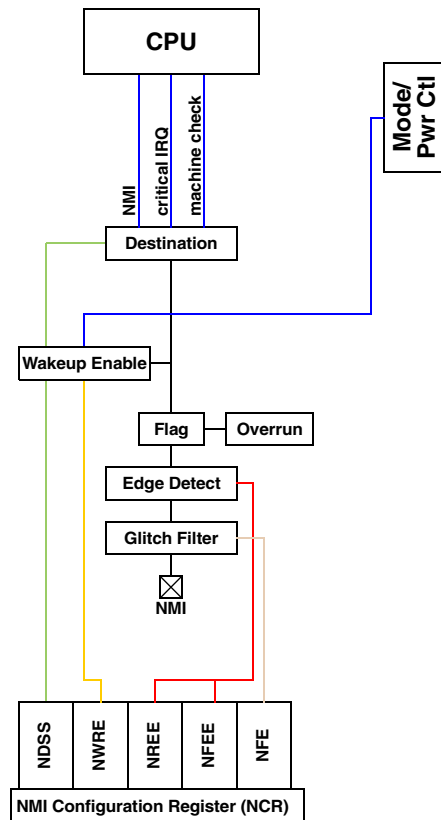 CPU
Mode/
Pwr Ctl
NMI
critical IRQ
machine check
Destination
Wakeup Enable
Flag
Overrun
Edge Detect
Glitch Filter
NMI
NDSS
NWRE
NREE
NFEE
NFE
NMI Configuration Register (NCR)